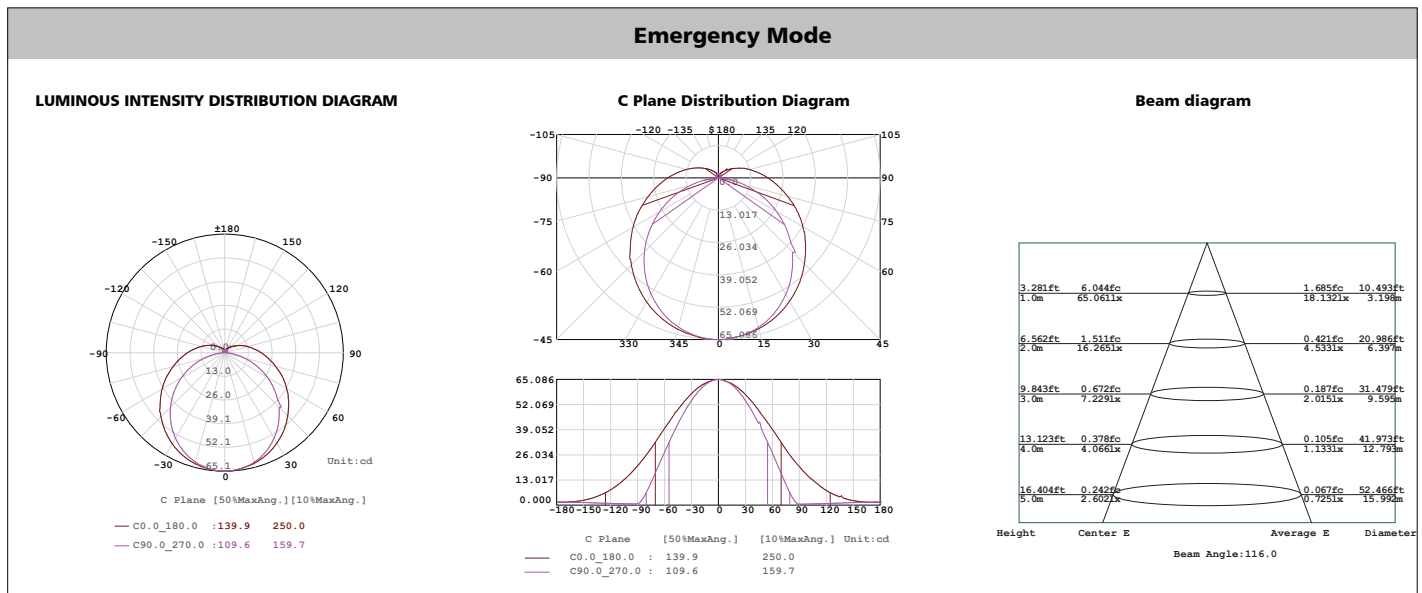 Emergency Mode
LUMINOUS INTENSITY DISTRIBUTION DIAGRAM
±180
-150 150
-120 120
-90 90
-60 60
-30 30
0
0.0
13.0
26.0
39.1
52.1
65.1
Unit:cd
C Plane [50%MaxAng.][10%MaxAng.]
C0.0_180.0 :139.9 250.0
C90.0_270.0 :109.6 159.7
C Plane Distribution Diagram
-120 -135 $180 135 120
-105 105
-90 90
-75 75
-60 60
-45 330 345 0 15 30 45
0.0
13.017
26.034
39.052
52.069
65.086
65.086
52.069
39.052
26.034
13.017
0.000
-180 -150 -120 -90 -60 -30 0 30 60 90 120 150 180
C Plane [50%MaxAng.] [10%MaxAng.] Unit:cd
C0.0_180.0 : 139.9 250.0
C90.0_270.0 : 109.6 159.7
Beam diagram
3.281ft 6.044fc 1.685fc 10.493ft
1.0m 65.061lx 18.132lx 3.198m
6.562ft 1.511fc 0.421fc 20.986ft
2.0m 16.265lx 4.533lx 6.397m
9.843ft 0.672fc 0.187fc 31.479ft
3.0m 7.229lx 2.015lx 9.595m
13.123ft 0.378fc 0.105fc 41.973ft
4.0m 4.066lx 1.133lx 12.793m
16.404ft 0.242fc 0.067fc 52.466ft
5.0m 2.602lx 0.725lx 15.992m
Height Center E Average E Diameter
Beam Angle:116.0